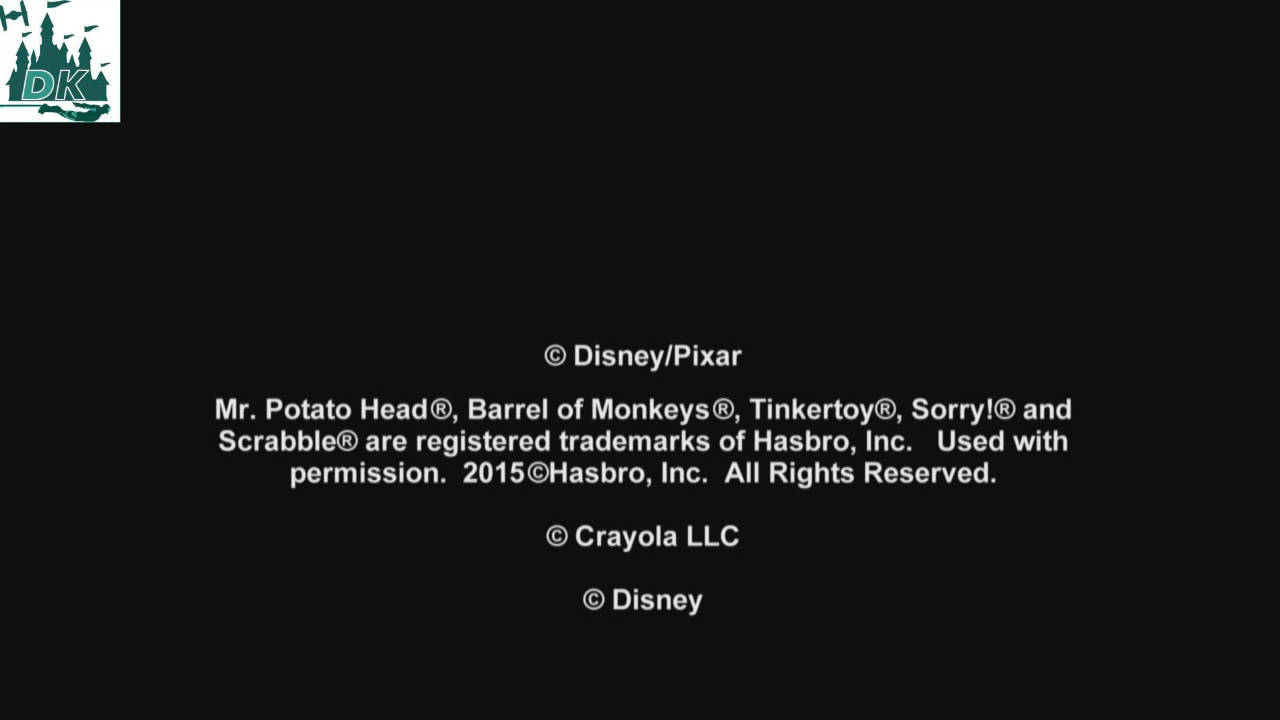 DK
© Disney/Pixar
Mr. Potato Head®, Barrel of Monkeys®, Tinkertoy®, Sorry!® and
Scrabble® are registered trademarks of Hasbro, Inc.   Used with
permission.  2015©Hasbro, Inc.  All Rights Reserved.
© Crayola LLC
© Disney